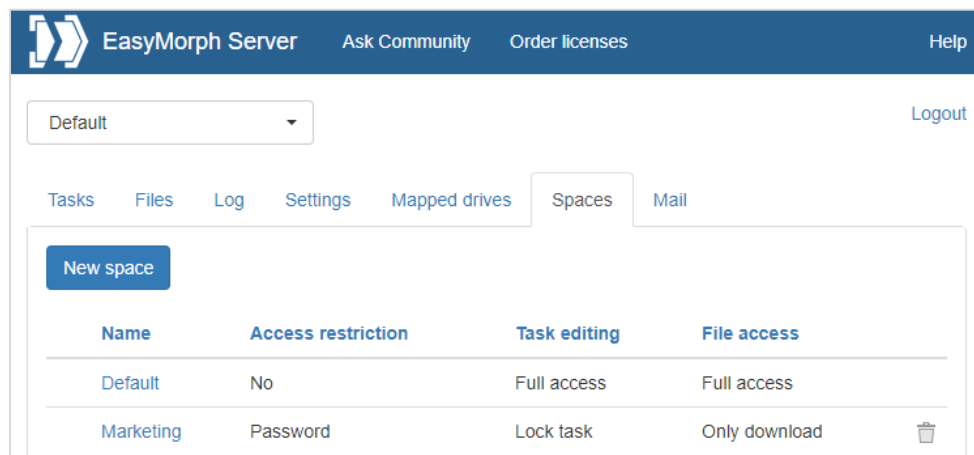 EasyMorph Server Ask Community Order licenses Help
Default Logout
Tasks Files Log Settings Mapped drives Spaces Mail
New space
Name Access restriction Task editing File access
Default No Full access Full access
Marketing Password Lock task Only download